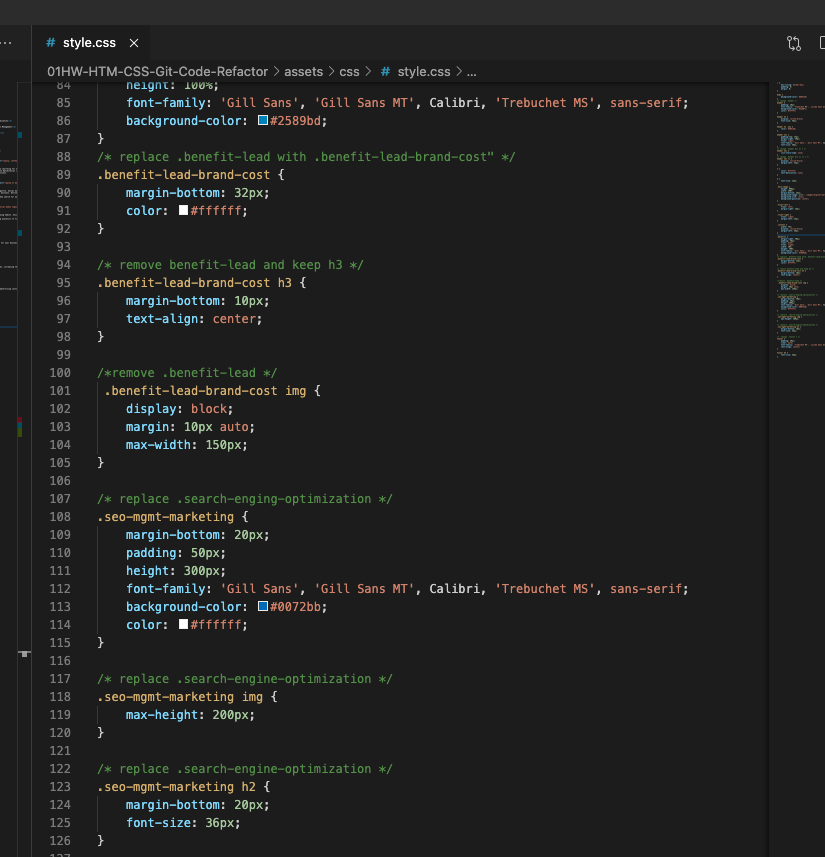 # style.css ×
01HW-HTM-CSS-Git-Code-Refactor > assets > css > # style.css > ...
84 height: 100%;
85 font-family: 'Gill Sans', 'Gill Sans MT', Calibri, 'Trebuchet MS', sans-serif;
86 background-color: #2589bd;
87 }
88 /* replace .benefit-lead with .benefit-lead-brand-cost" */
89 .benefit-lead-brand-cost {
90 margin-bottom: 32px;
91 color: #ffffff;
92 }
93
94 /* remove benefit-lead and keep h3 */
95 .benefit-lead-brand-cost h3 {
96 margin-bottom: 10px;
97 text-align: center;
98 }
99
100 /*remove .benefit-lead */
101 .benefit-lead-brand-cost img {
102 display: block;
103 margin: 10px auto;
104 max-width: 150px;
105 }
106
107 /* replace .search-enging-optimization */
108 .seo-mgmt-marketing {
109 margin-bottom: 20px;
110 padding: 50px;
111 height: 300px;
112 font-family: 'Gill Sans', 'Gill Sans MT', Calibri, 'Trebuchet MS', sans-serif;
113 background-color: #0072bb;
114 color: #ffffff;
115 }
116
117 /* replace .search-engine-optimization */
118 .seo-mgmt-marketing img {
119 max-height: 200px;
120 }
121
122 /* replace .search-engine-optimization */
123 .seo-mgmt-marketing h2 {
124 margin-bottom: 20px;
125 font-size: 36px;
126 }
127